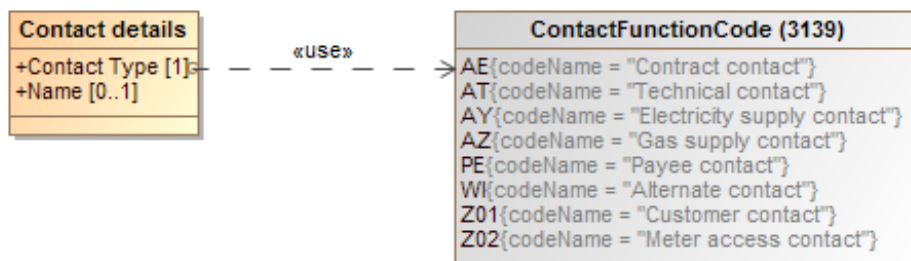 Contact details
+Contact Type [1]
+Name [0..1]
«use»
ContactFunctionCode (3139)
AE{codeName = "Contract contact"}
AT{codeName = "Technical contact"}
AY{codeName = "Electricity supply contact"}
AZ{codeName = "Gas supply contact"}
PE{codeName = "Payee contact"}
WI{codeName = "Alternate contact"}
Z01{codeName = "Customer contact"}
Z02{codeName = "Meter access contact"}